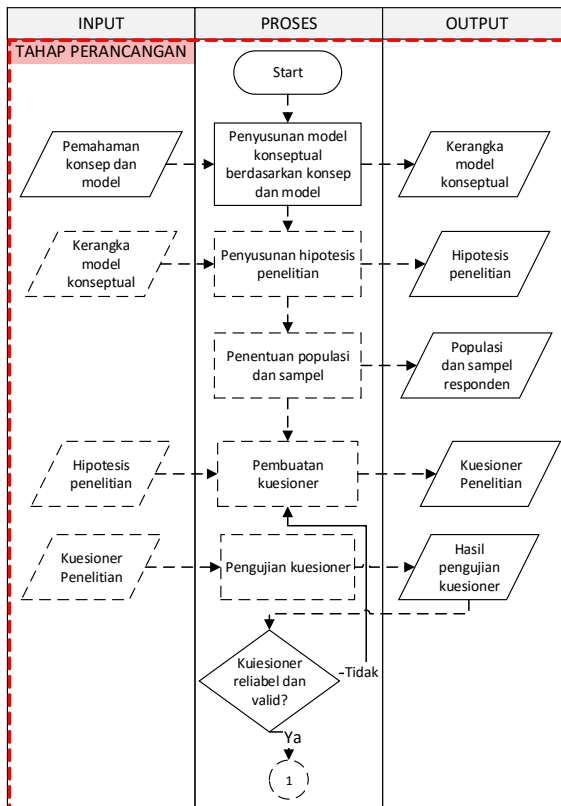 INPUT
PROSES
OUTPUT
TAHAP PERANCANGAN
Start
Pemahaman
konsep dan
model
Penyusunan model
konseptual
berdasarkan konsep
dan model
Kerangka
model
konseptual
Kerangka
model
konseptual
Penyusunan hipotesis
penelitian
Hipotesis
penelitian
Penentuan populasi
dan sampel
Populasi
dan sampel
responden
Hipotesis
penelitian
Pembuatan
kuesioner
Kuesioner
Penelitian
Kuesioner
Penelitian
Pengujian kuesioner
Hasil
pengujian
kuesioner
Kuiesioner
reliabel dan
valid?
Tidak
Ya
1